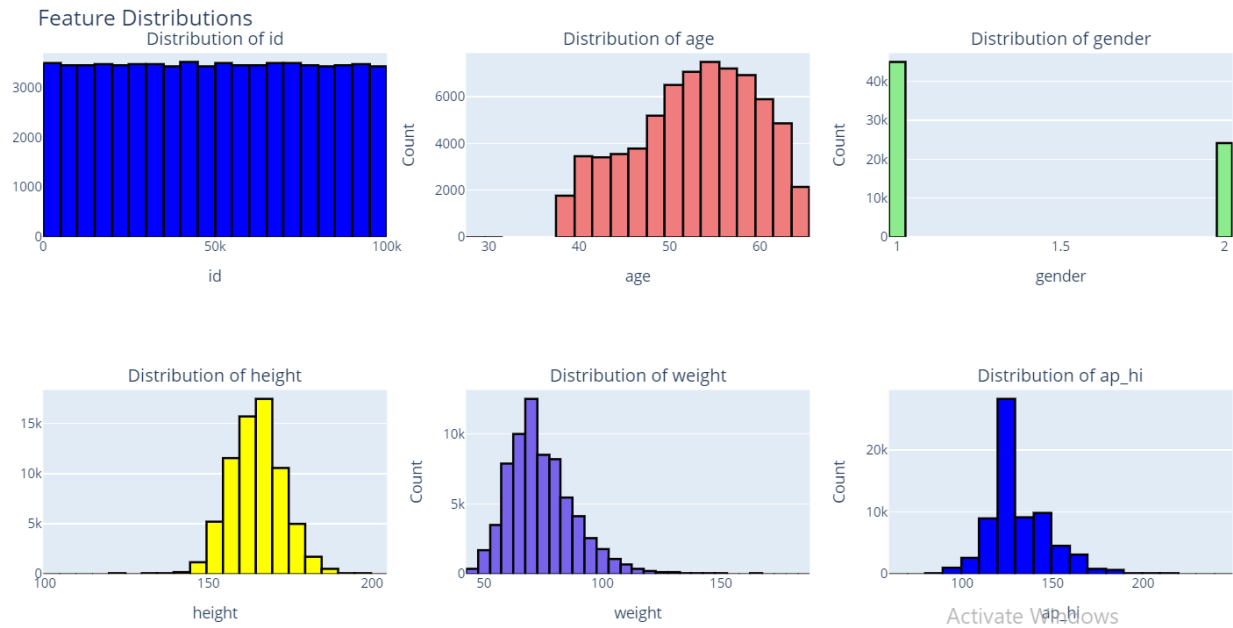 Feature Distributions
Distribution of id
Distribution of age
Distribution of gender
3000
2000
1000
0
0
50k
100k
id
Count
6000
4000
2000
0
30
40
50
60
age
Count
40k
30k
20k
10k
0
1
1.5
2
gender
Distribution of height
Distribution of weight
Distribution of ap_hi
15k
10k
5k
0
100
150
200
height
Count
10k
5k
0
50
100
150
weight
Count
20k
10k
0
100
150
200
ap_hi
Activate Windows